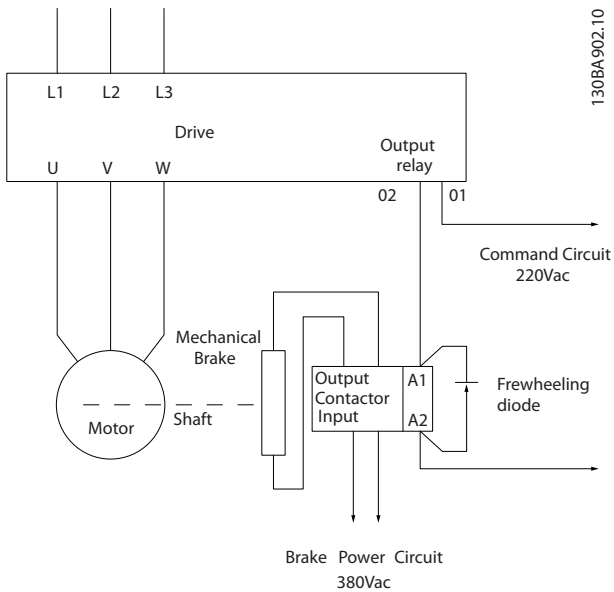 130BA902.10
L1 L2 L3
Drive
U V W
Output
relay
02 01
Command Circuit
220Vac
Mechanical
Brake
Output
Contactor
Input
A1
A2
Frewheeling
diode
Motor
Shaft
Brake Power Circuit
380Vac